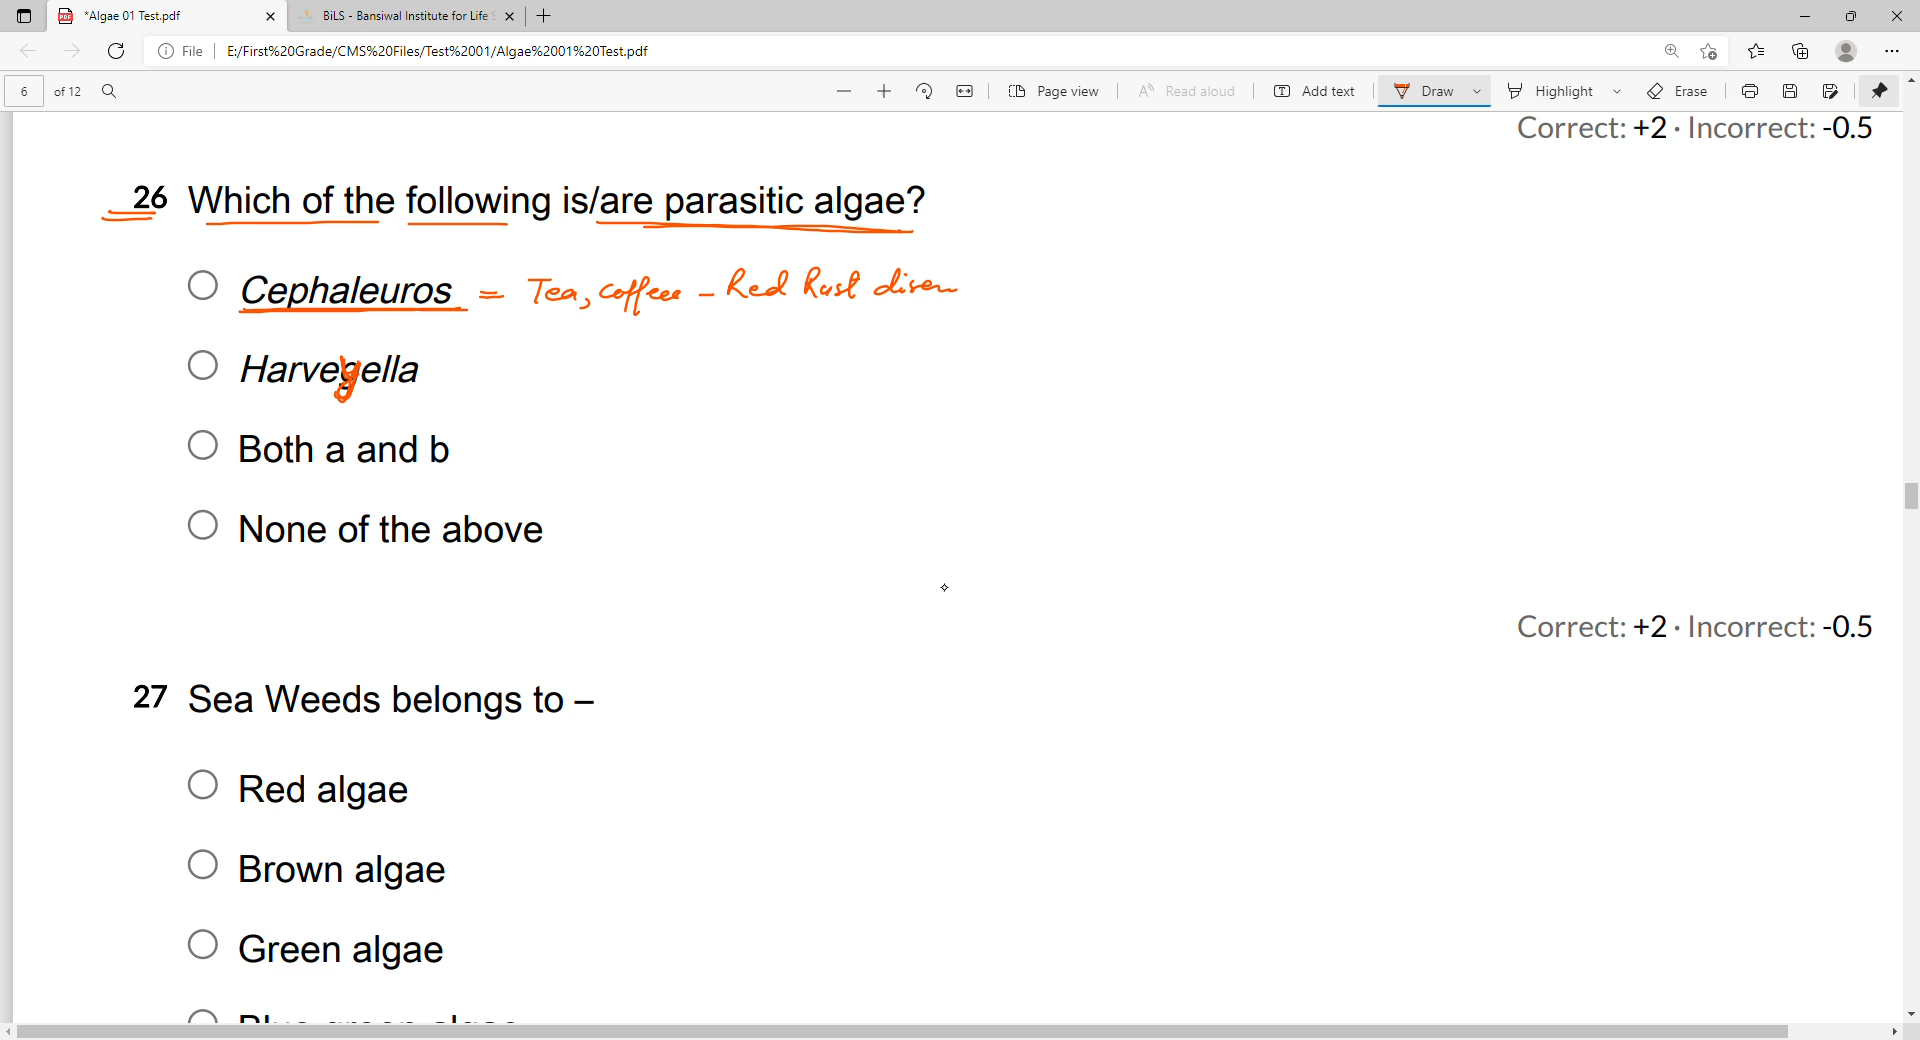 *Algae 01 Test.pdf
BiLS - Bansiwal Institute for Life
File E:/First%20Grade/CMS%20Files/Test%2001/Algae%2001%20Test.pdf
6 of 12 Page view Read aloud Add text Draw Highlight Erase
Correct: +2 · Incorrect: -0.5
26 Which of the following is/are parasitic algae?
Cephaleuros = Tea, coffeee – Red Rust
Harveyella
Both a and b
None of the above
Correct: +2 · Incorrect: -0.5
27 Sea Weeds belongs to –
Red algae
Brown algae
Green algae